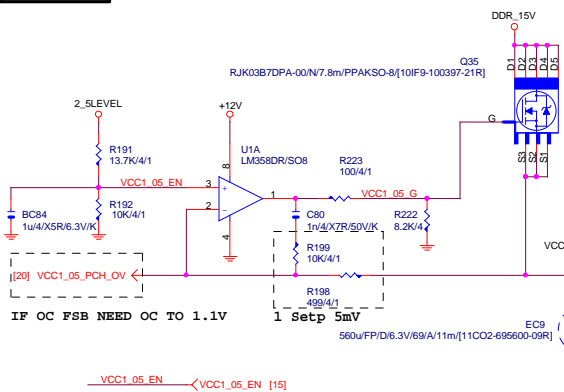 DDR_15V
Q35
RJK03B7DPA-00/N/7.8m/PPAKSO-8/[10IF9-100397-21R]
D1
D2
D3
D4
D5
G
S3
S2
S1
2_5LEVEL
+12V
R191
13.7K/4/1
U1A
LM358DR/SO8
R223
100/4/1
8
VCC1_05_EN
3
+
1
VCC1_05_G
2
-
4
BC84
1u/4/X5R/6.3V/K
R192
10K/4/1
C80
1n/4/X7R/50V/K
R222
8.2K/4
R199
10K/4/1
[20] VCC1_05_PCH_OV
R198
499/4/1
VCC
IF OC FSB NEED OC TO 1.1V
1 Setp 5mV
EC9
560u/FP/D/6.3V/69/A/11m/[11CO2-695600-09R]
VCC1_05_EN
VCC1_05_EN [15]